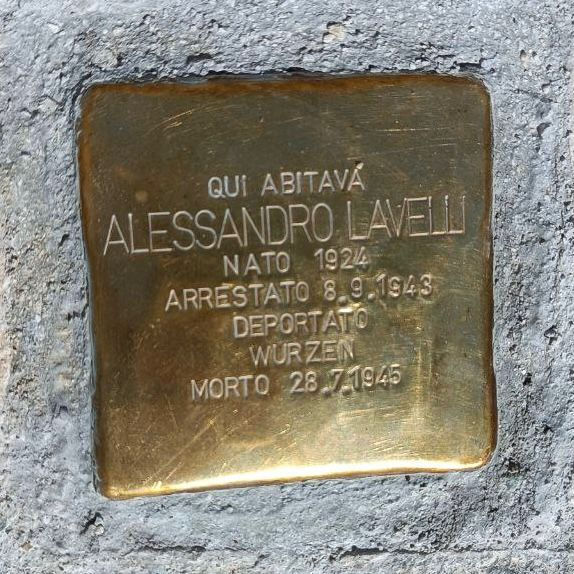 QUI ABITAVA
ALESSANDRO LAVELLI
NATO 1924
ARRESTATO 8.9.1943
DEPORTATO
WURZEN
MORTO 28.7.1945